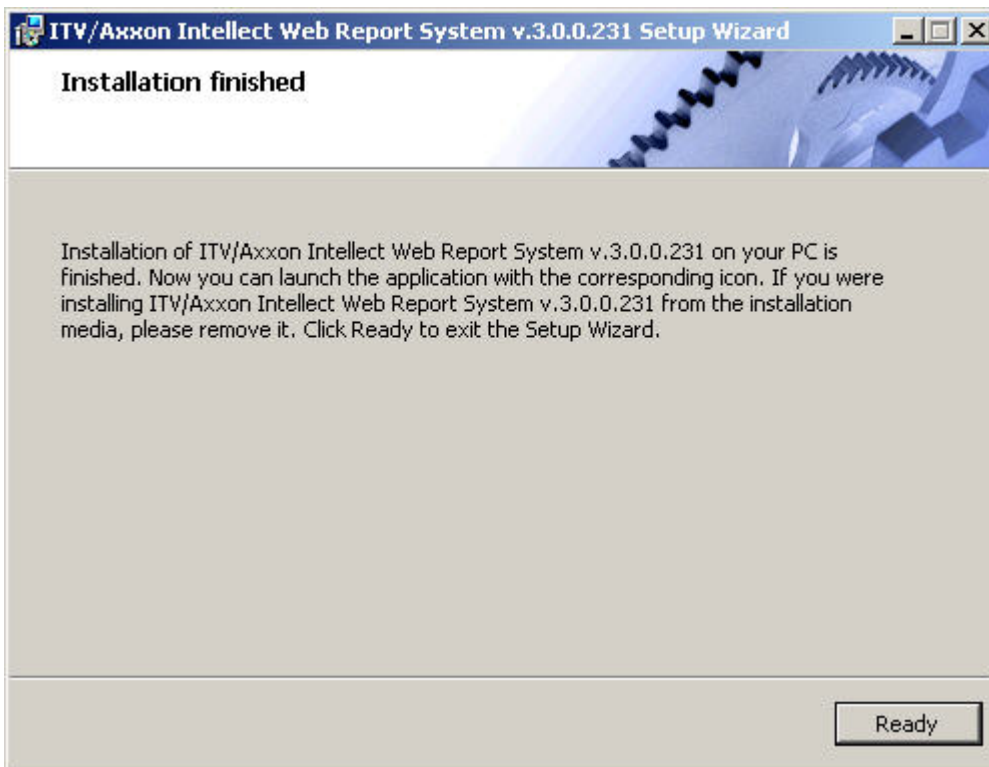 ITV/Axxon Intellect Web Report System v.3.0.0.231 Setup Wizard
Installation finished
Installation of ITV/Axxon Intellect Web Report System v.3.0.0.231 on your PC is
finished. Now you can launch the application with the corresponding icon. If you were
installing ITV/Axxon Intellect Web Report System v.3.0.0.231 from the installation
media, please remove it. Click Ready to exit the Setup Wizard.
Ready